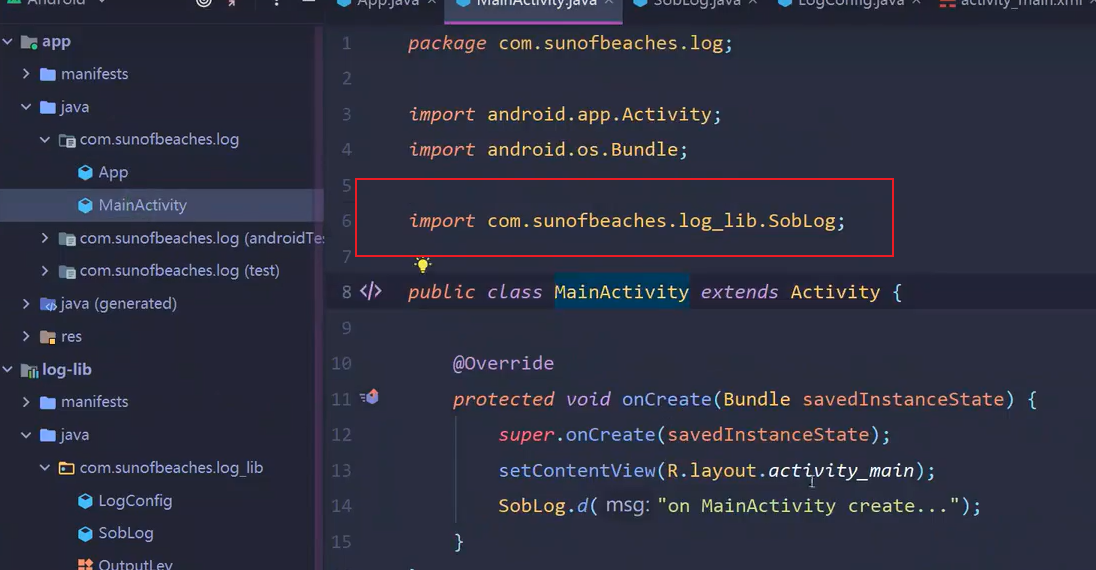 Android
app
manifests
java
com.sunofbeaches.log
App
MainActivity
com.sunofbeaches.log (androidTes
com.sunofbeaches.log (test)
java (generated)
res
log-lib
manifests
java
com.sunofbeaches.log_lib
LogConfig
SobLog
OutputLev
App.java
MainActivity.java
SobLog.java
LogConfig.java
activity_main.xml
1 package com.sunofbeaches.log;
2
3 import android.app.Activity;
4 import android.os.Bundle;
5
6 import com.sunofbeaches.log_lib.SobLog;
7
8 public class MainActivity extends Activity {
9
10 @Override
11 protected void onCreate(Bundle savedInstanceState) {
12 super.onCreate(savedInstanceState);
13 setContentView(R.layout.activity_main);
14 SobLog.d( msg: "on MainActivity create...");
15 }